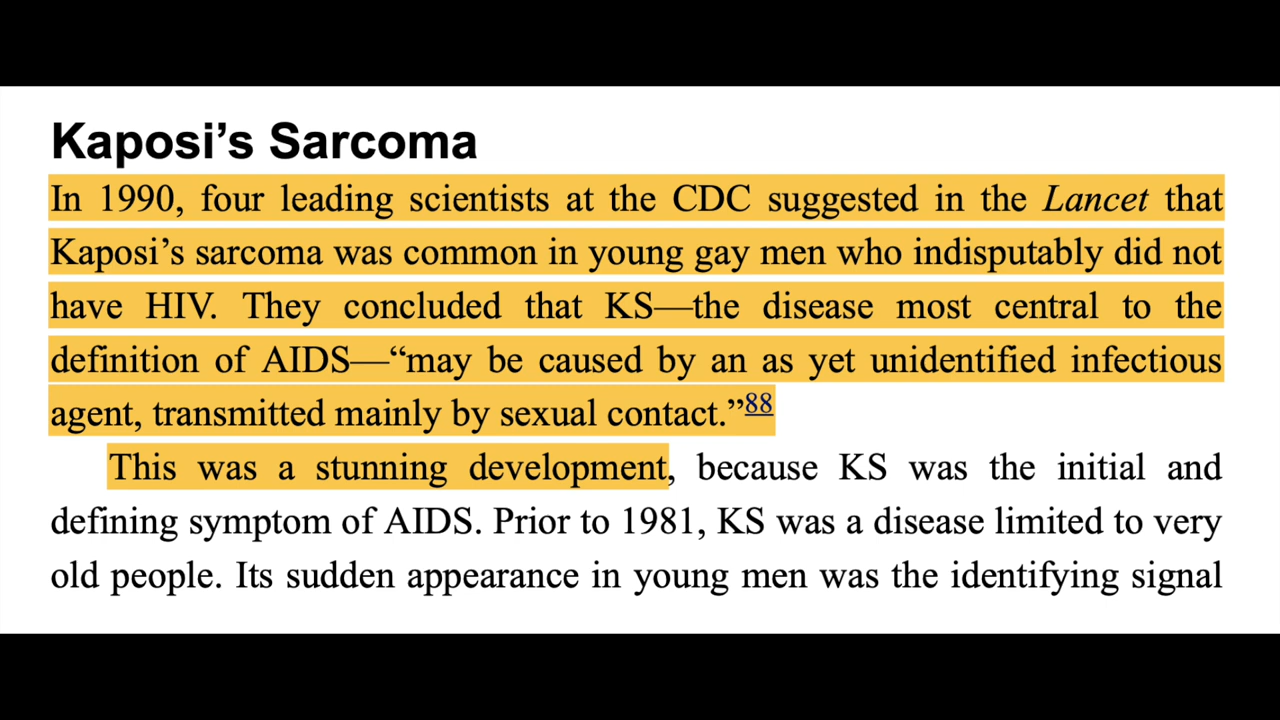 Kaposi’s Sarcoma
In 1990, four leading scientists at the CDC suggested in the Lancet that
Kaposi’s sarcoma was common in young gay men who indisputably did not
have HIV. They concluded that KS—the disease most central to the
definition of AIDS—“may be caused by an as yet unidentified infectious
agent, transmitted mainly by sexual contact.”88
This was a stunning development, because KS was the initial and
defining symptom of AIDS. Prior to 1981, KS was a disease limited to very
old people. Its sudden appearance in young men was the identifying signal